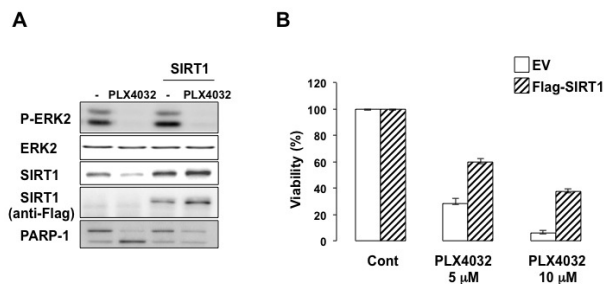 A
SIRT1
- PLX4032 - PLX4032
P-ERK2
ERK2
SIRT1
SIRT1
(anti-Flag)
PARP-1
B
EV
Flag-SIRT1
120
100
80
60
40
20
0
Viability (%)
Cont
PLX4032
5 µM
PLX4032
10 µM